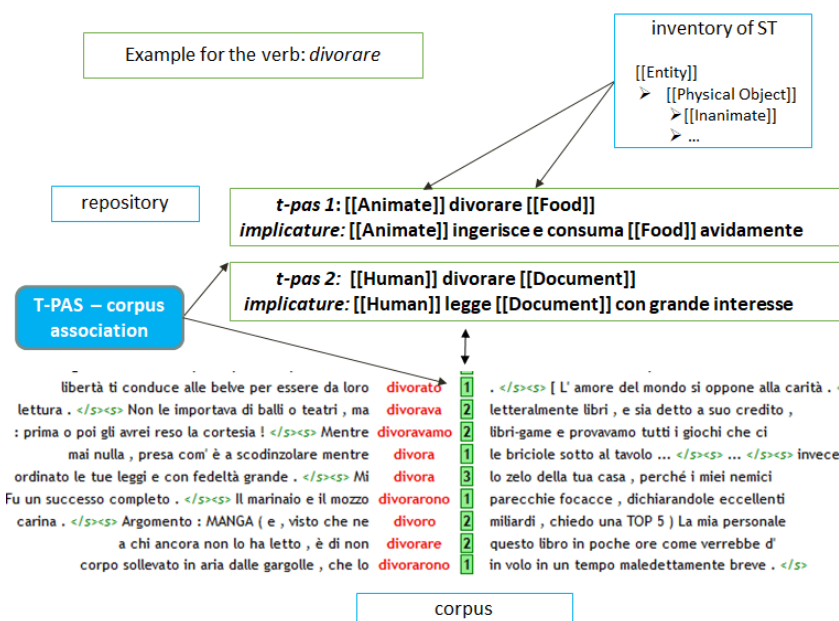 inventory of ST
Example for the verb: divorare
[[Entity]]
➢ [[Physical Object]]
➢ [[Inanimate]]
➢ ...
repository
t-pas 1: [[Animate]] divorare [[Food]]
implicature: [[Animate]] ingerisce e consuma [[Food]] avidamente
t-pas 2: [[Human]] divorare [[Document]]
implicature: [[Human]] legge [[Document]] con grande interesse
T-PAS – corpus
association
libertà ti conduce alle belve per essere da loro divorato 1 . </s><s> [ L' amore del mondo si oppone alla carità . <
lettura . </s><s> Non le importava di balli o teatri , ma divorava 2 letteralmente libri , e sia detto a suo credito ,
: prima o poi gli avrei reso la cortesia ! </s><s> Mentre divoravamo 2 libri-game e provavamo tutti i giochi che ci
mai nulla , presa com' è a scodinzolare mentre divora 1 le briciole sotto al tavolo ... </s><s> ... </s><s> invece
ordinato le tue leggi e con fedeltà grande . </s><s> Mi divora 3 lo zelo della tua casa , perché i miei nemici
Fu un successo completo . </s><s> Il marinaio e il mozzo divorarono 1 parecchie focacce , dichiarandole eccellenti
carina . </s><s> Argomento : MANGA ( e , visto che ne divoro 2 miliardi , chiedo una TOP 5 ) La mia personale
a chi ancora non lo ha letto , è di non divorare 2 questo libro in poche ore come verrebbe d'
corpo sollevato in aria dalle gargolle , che lo divorarono 1 in volo in un tempo maledettamente breve . </s>
corpus